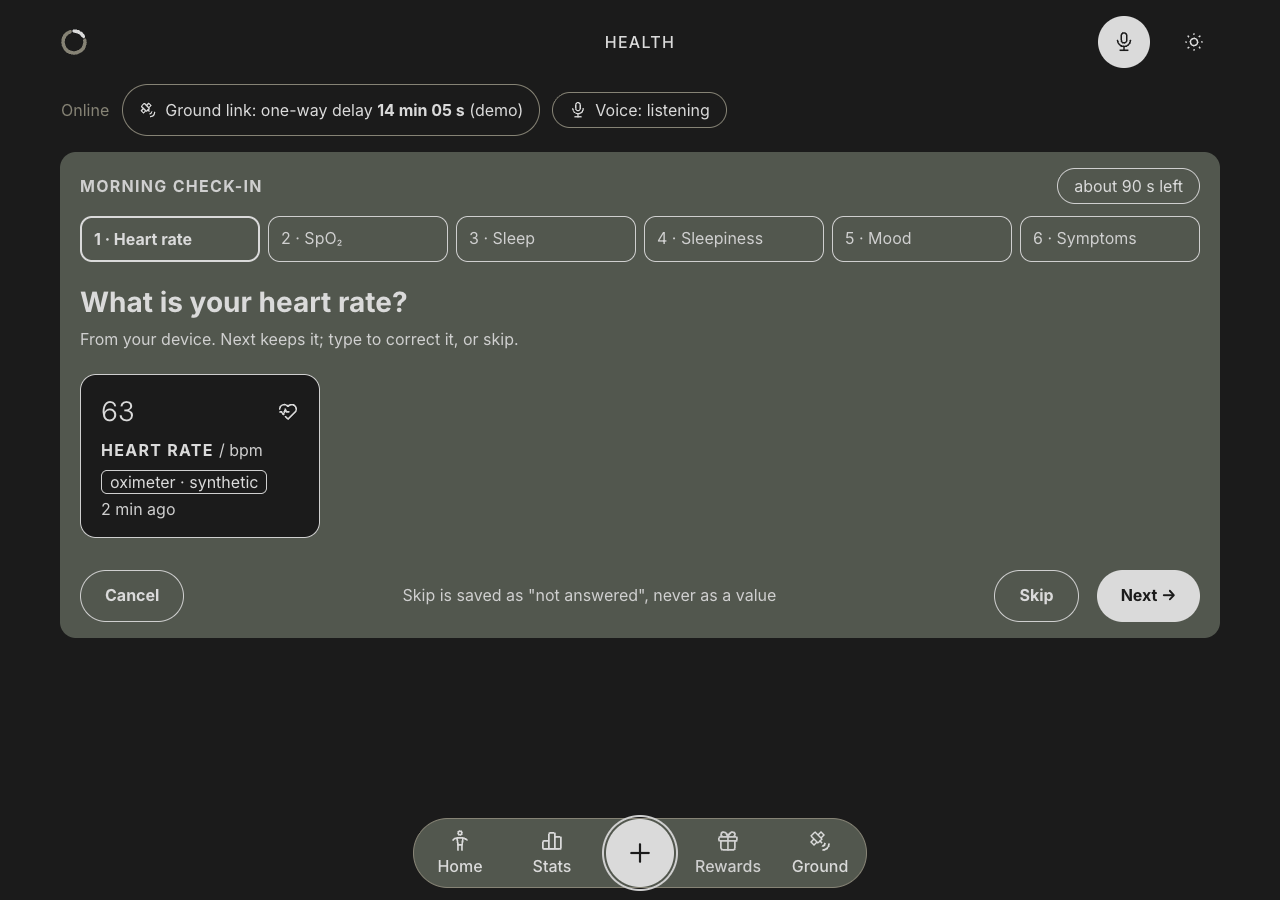 HEALTH
Online
Ground link: one-way delay 14 min 05 s (demo)
Voice: listening
MORNING CHECK-IN
about 90 s left
1 · Heart rate
2 · SpO₂
3 · Sleep
4 · Sleepiness
5 · Mood
6 · Symptoms
What is your heart rate?
From your device. Next keeps it; type to correct it, or skip.
63
HEART RATE / bpm
oximeter · synthetic
2 min ago
Cancel
Skip is saved as "not answered", never as a value
Skip
Next →
Home
Stats
Rewards
Ground